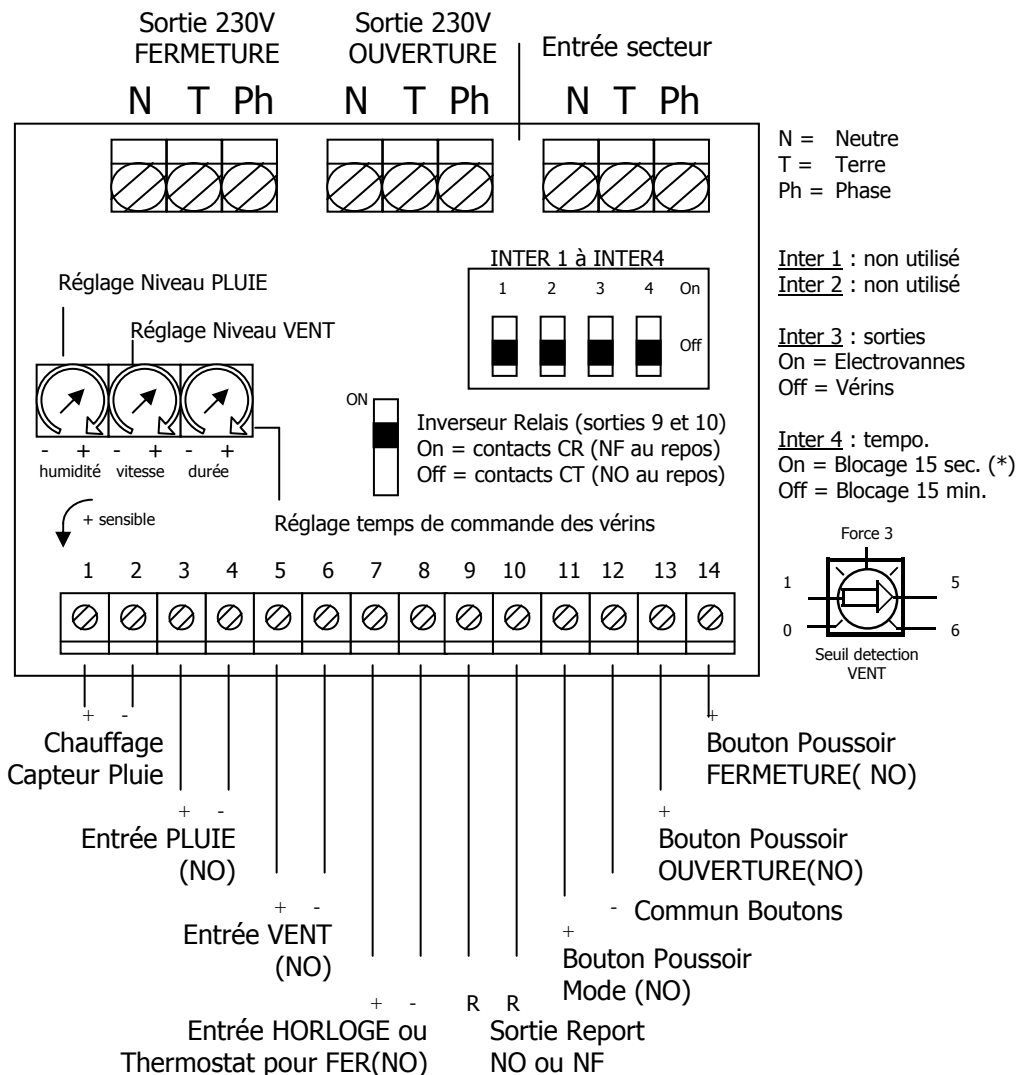 Sortie 230V
FERMETURE
Sortie 230V
OUVERTURE
Entrée secteur
N T Ph
N T Ph
N T Ph
N = Neutre
T = Terre
Ph = Phase
INTER 1 à INTER4
1 2 3 4 On
Off
Inter 1 : non utilisé
Inter 2 : non utilisé
Inter 3 : sorties
On = Electrovannes
Off = Vérins
Inter 4 : tempo.
On = Blocage 15 sec. (*)
Off = Blocage 15 min.
Réglage Niveau PLUIE
Réglage Niveau VENT
- + - + - +
humidité vitesse durée
+ sensible
ON
Inverseur Relais (sorties 9 et 10)
On = contacts CR (NF au repos)
Off = contacts CT (NO au repos)
Réglage temps de commande des vérins
Force 3
1 5
0 6
Seuil detection
VENT
1 2 3 4 5 6 7 8 9 10 11 12 13 14
+ -
Chauffage
Capteur Pluie
+ -
Entrée PLUIE
(NO)
+ -
Entrée VENT
(NO)
+ -
Entrée HORLOGE ou
Thermostat pour FER(NO)
R R
Sortie Report
NO ou NF
+
Bouton Poussoir
Mode (NO)
- Commun Boutons
+
Bouton Poussoir
OUVERTURE(NO)
+
Bouton Poussoir
FERMETURE( NO)